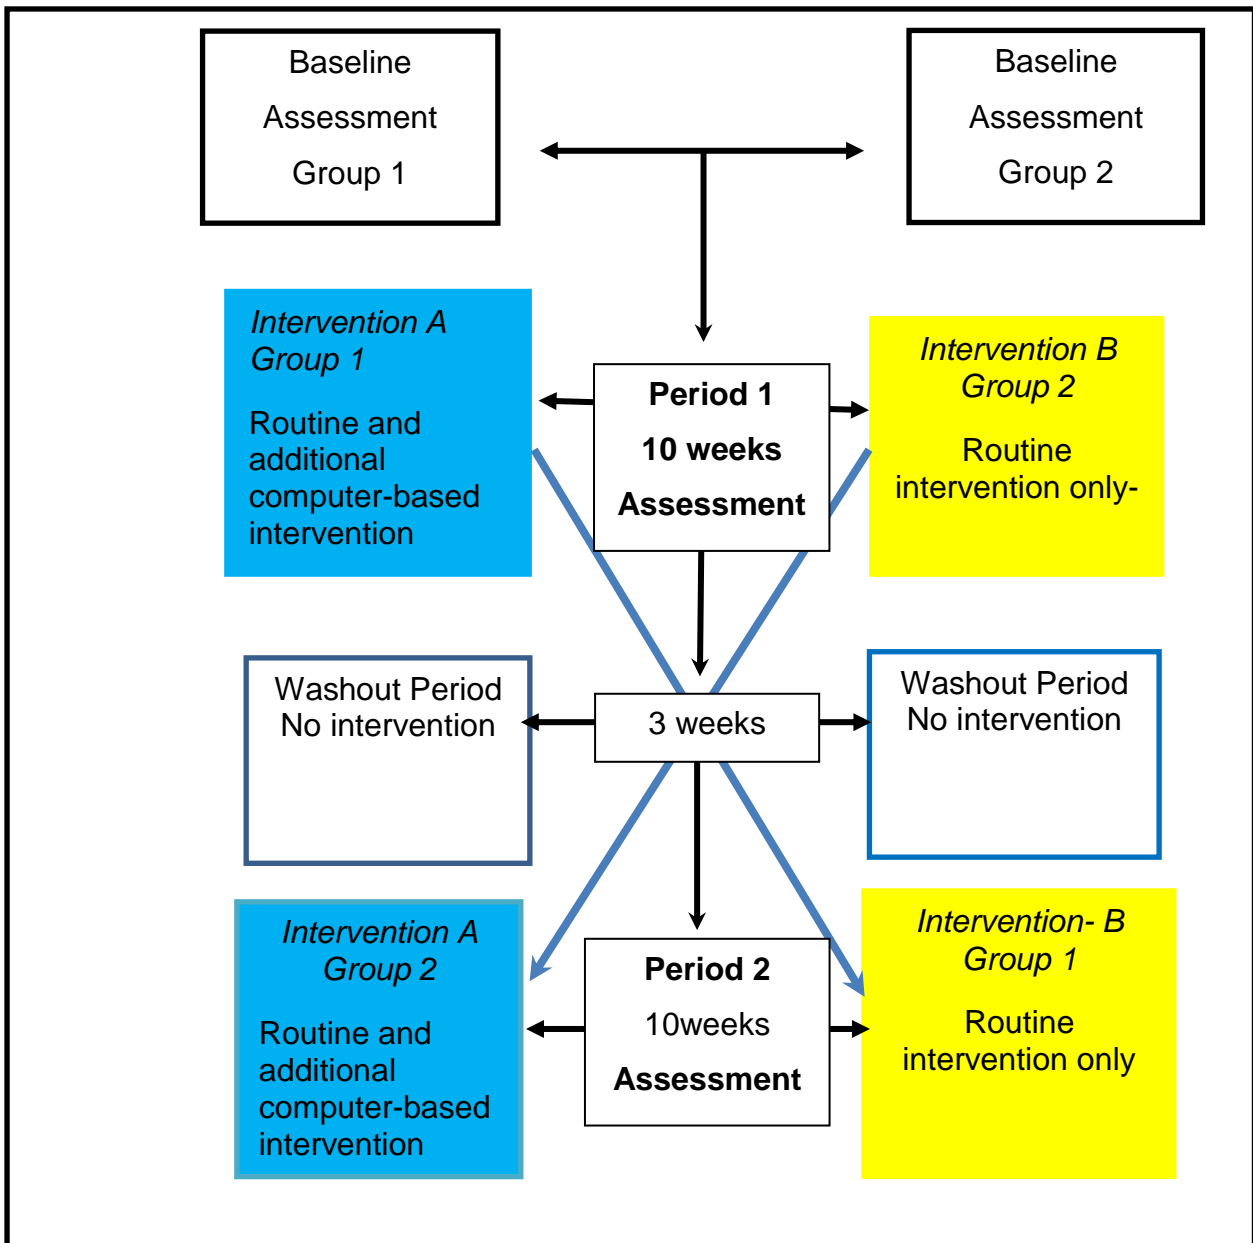 Baseline
Assessment
Group 1
Baseline
Assessment
Group 2
Intervention A
Group 1
Routine and
additional
computer-based
intervention
Period 1
10 weeks
Assessment
Intervention B
Group 2
Routine
intervention only-
Washout Period
No intervention
3 weeks
Washout Period
No intervention
Intervention A
Group 2
Routine and
additional
computer-based
intervention
Period 2
10weeks
Assessment
Intervention- B
Group 1
Routine
intervention only